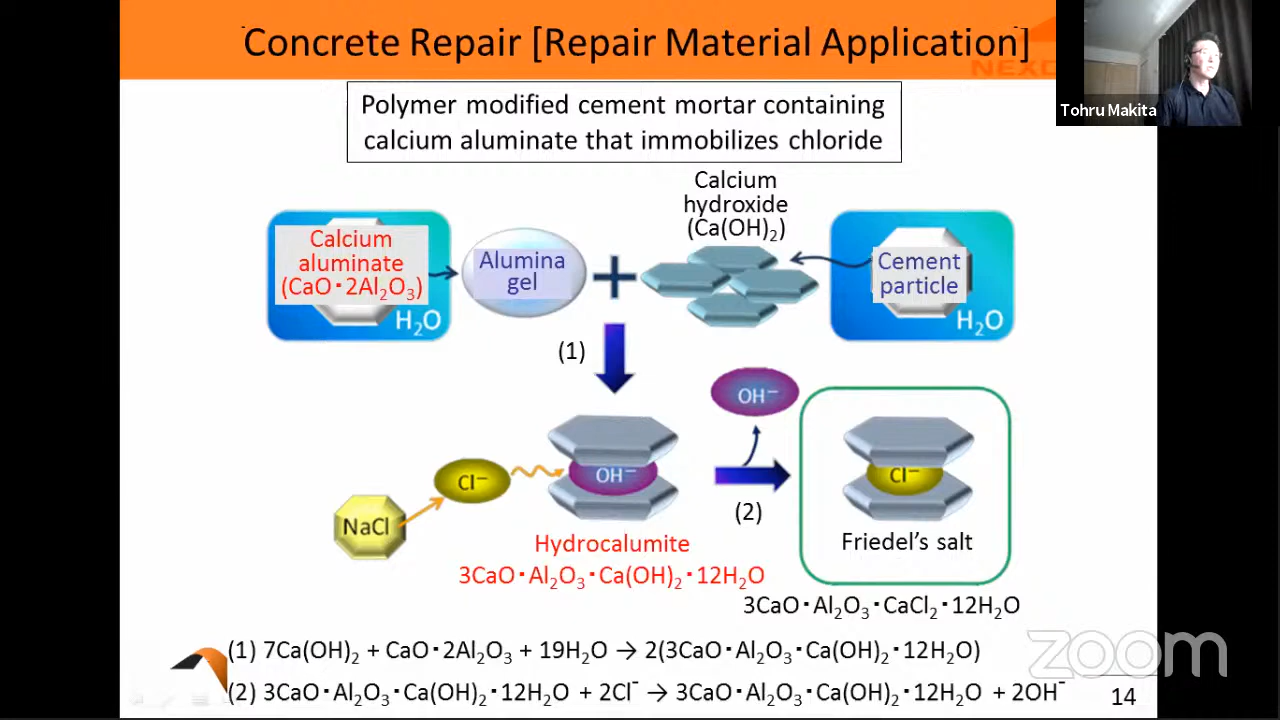 Concrete Repair [Repair Material Application]
Tohru Makita
Polymer modified cement mortar containing
calcium aluminate that immobilizes chloride
Calcium
hydroxide
(Ca(OH)₂)
Calcium
aluminate
(CaO・2Al₂O₃)
H₂O
Alumina
gel
+
Cement
particle
H₂O
(1)
OH⁻
NaCl
Cl⁻
OH⁻
(2)
Cl⁻
Hydrocalumite
3CaO・Al₂O₃・Ca(OH)₂・12H₂O
Friedel's salt
3CaO・Al₂O₃・CaCl₂・12H₂O
(1) 7Ca(OH)₂ + CaO・2Al₂O₃ + 19H₂O → 2(3CaO・Al₂O₃・Ca(OH)₂・12H₂O)
(2) 3CaO・Al₂O₃・Ca(OH)₂・12H₂O + 2Cl⁻ → 3CaO・Al₂O₃・Ca(OH)₂・12H₂O + 2OH⁻
zoom
14